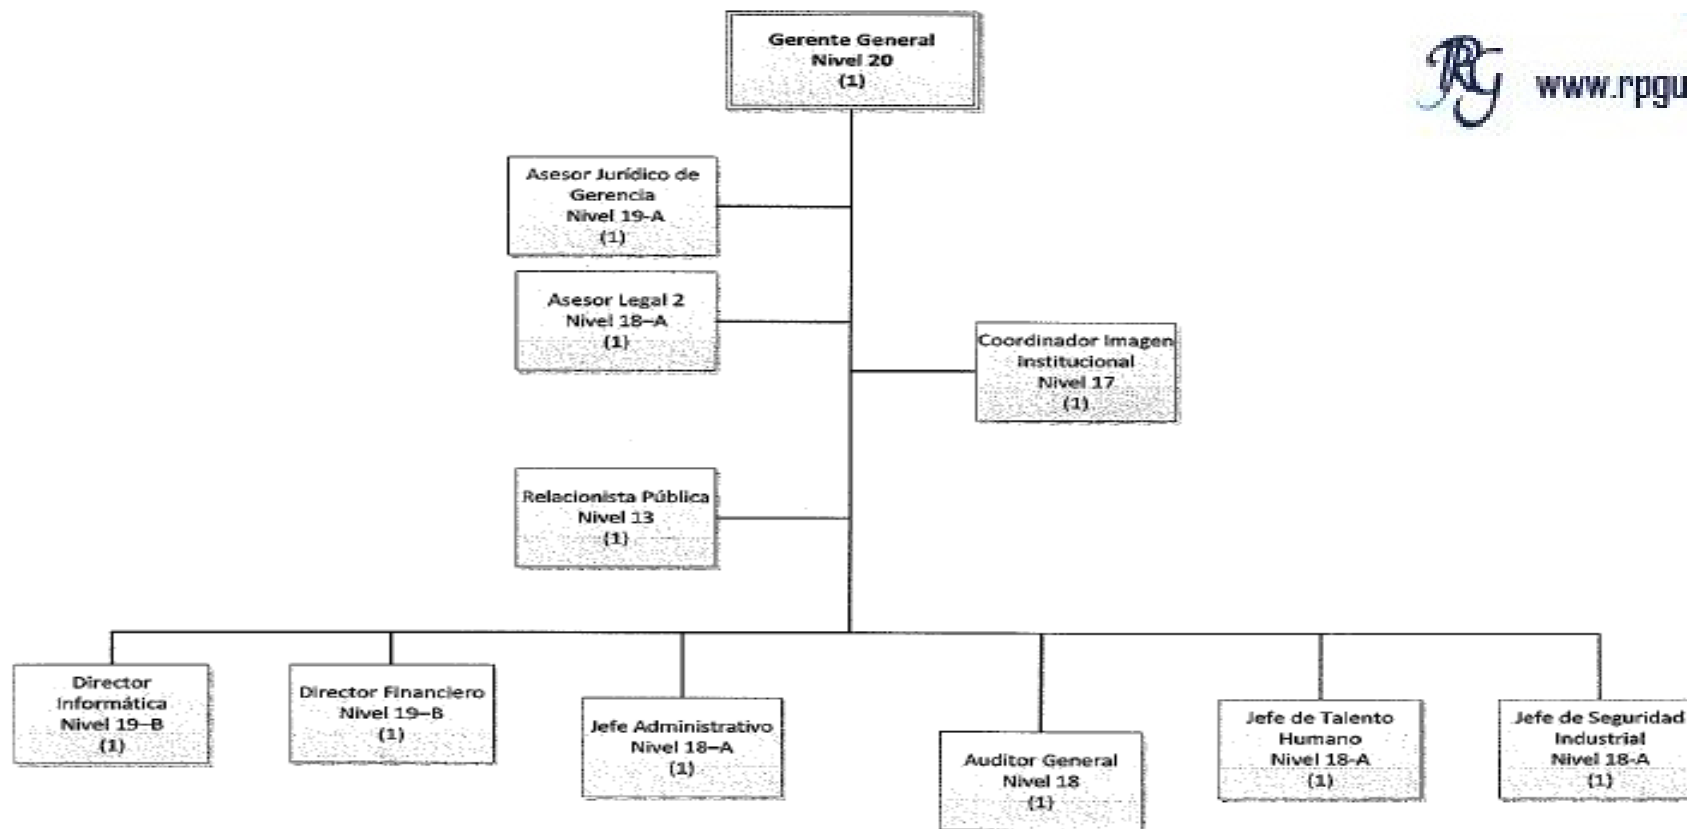 Gerente General
Nivel 20
(1)
RPG www.rpgu
Asesor Jurídico de
Gerencia
Nivel 19-A
(1)
Asesor Legal 2
Nivel 18–A
(1)
Coordinador Imagen
Institucional
Nivel 17
(1)
Relacionista Pública
Nivel 13
(1)
Director
Informática
Nivel 19–B
(1)
Director Financiero
Nivel 19–B
(1)
Jefe Administrativo
Nivel 18–A
(1)
Auditor General
Nivel 18
(1)
Jefe de Talento
Humano
Nivel 18-A
(1)
Jefe de Seguridad
Industrial
Nivel 18-A
(1)